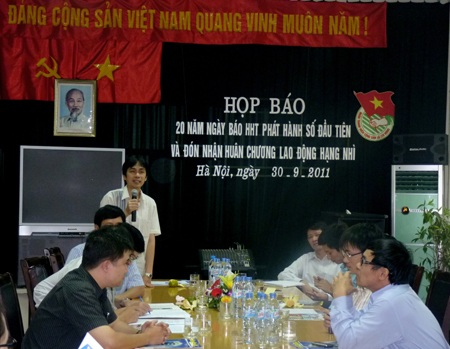 ĐẢNG CỘNG SẢN VIỆT NAM QUANG VINH MUÔN NĂM!
HỌP BÁO
20 NĂM NGÀY BÁO HHT PHÁT HÀNH SỐ ĐẦU TIÊN
VÀ ĐÓN NHẬN HUÂN CHƯƠNG LAO ĐỘNG HẠNG NHÌ
Hà Nội, ngày 30-9-2011